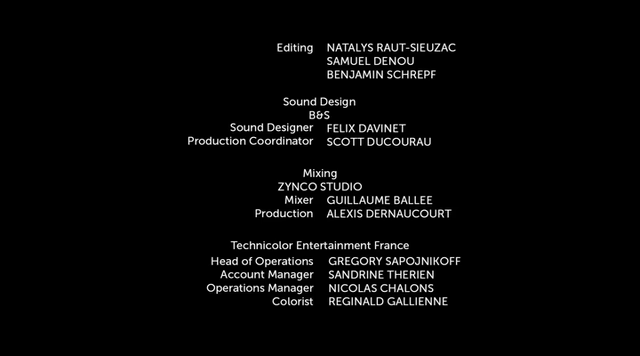 Editing NATALYS RAUT-SIEUZAC
SAMUEL DENOU
BENJAMIN SCHREPF
Sound Design
B&S
Sound Designer FELIX DAVINET
Production Coordinator SCOTT DUCOURAU
Mixing
ZYNCO STUDIO
Mixer GUILLAUME BALLEE
Production ALEXIS DERNAUCOURT
Technicolor Entertainment France
Head of Operations GREGORY SAPOJNIKOFF
Account Manager SANDRINE THERIEN
Operations Manager NICOLAS CHALONS
Colorist REGINALD GALLIENNE